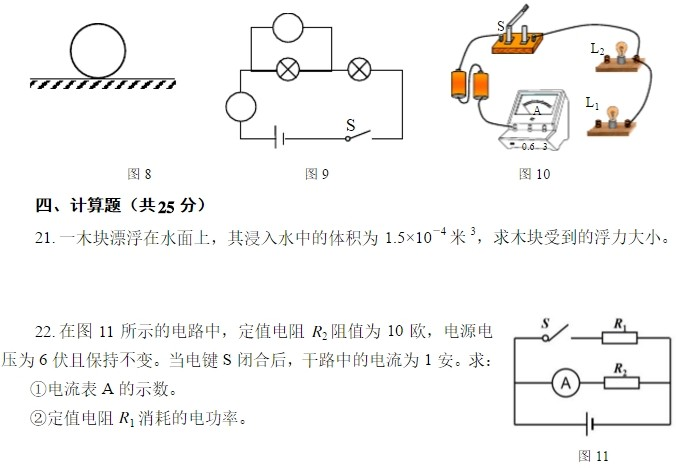 S
L₂
L₁
A
0.6 3
S
图 8
图 9
图 10
四、计算题（共25 分）
21. 一木块漂浮在水面上，其浸入水中的体积为 1.5×10⁻⁴ 米 ³，求木块受到的浮力大小。
22. 在图 11 所示的电路中，定值电阻 R₂ 阻值为 10 欧，电源电
压为 6 伏且保持不变。当电键 S 闭合后，干路中的电流为 1 安。求：
①电流表 A 的示数。
②定值电阻 R₁ 消耗的电功率。
S
R₁
A
R₂
图 11